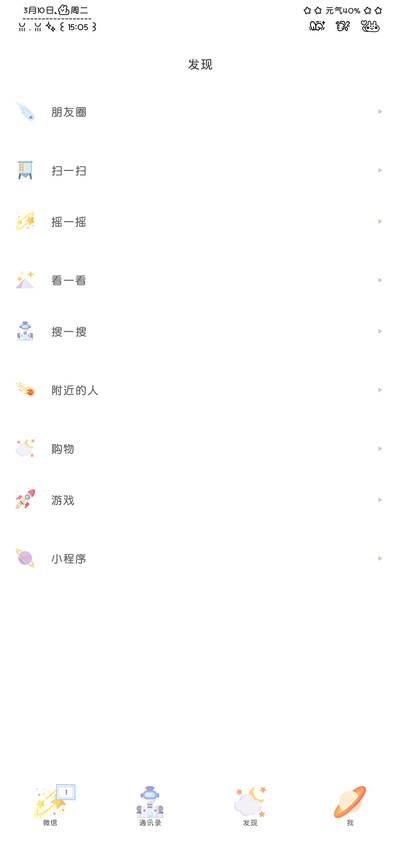 3月10日。周二
元气40%
15:05
发现
朋友圈
扫一扫
摇一摇
看一看
搜一搜
附近的人
购物
游戏
小程序
1
微信
通讯录
发现
我